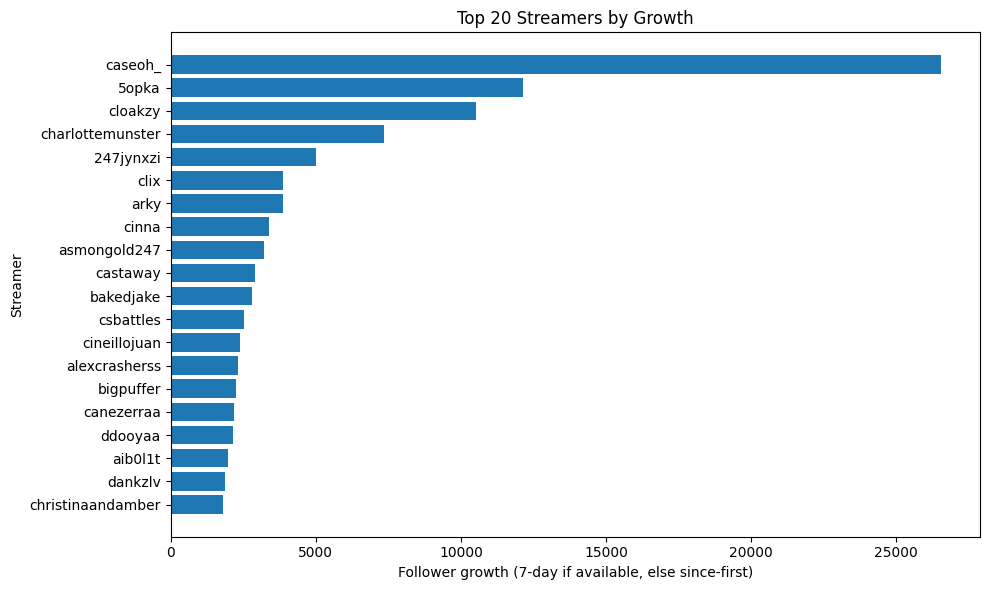 Top 20 Streamers by Growth
Streamer
caseoh_
5opka
cloakzy
charlottemunster
247jynxzi
clix
arky
cinna
asmongold247
castaway
bakedjake
csbattles
cineillojuan
alexcrasherss
bigpuffer
canezerraa
ddooyaa
aib0l1t
dankzlv
christinaandamber
0 5000 10000 15000 20000 25000
Follower growth (7-day if available, else since-first)